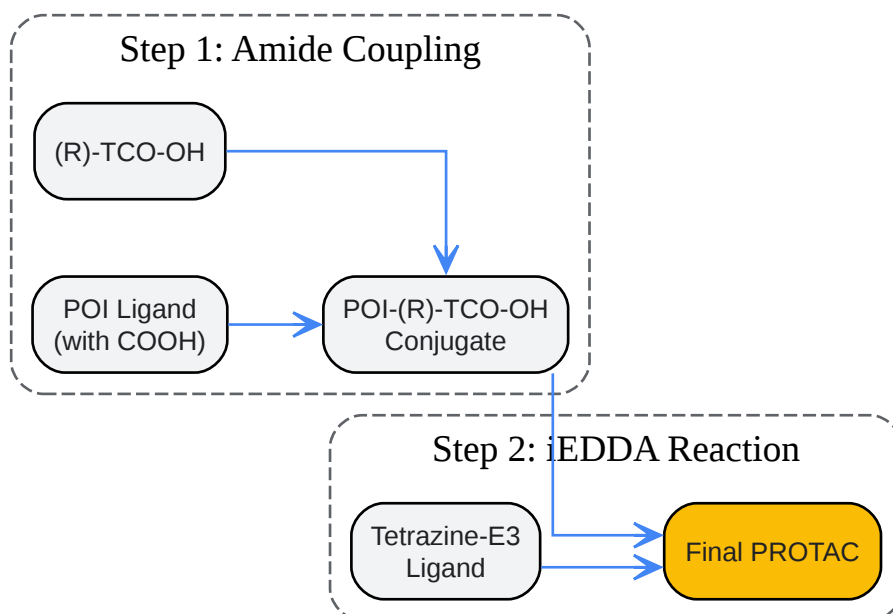 Step 1: Amide Coupling
(R)-TCO-OH
POI Ligand
(with COOH)
POI-(R)-TCO-OH
Conjugate
Step 2: iEDDA Reaction
Tetrazine-E3
Ligand
Final PROTAC